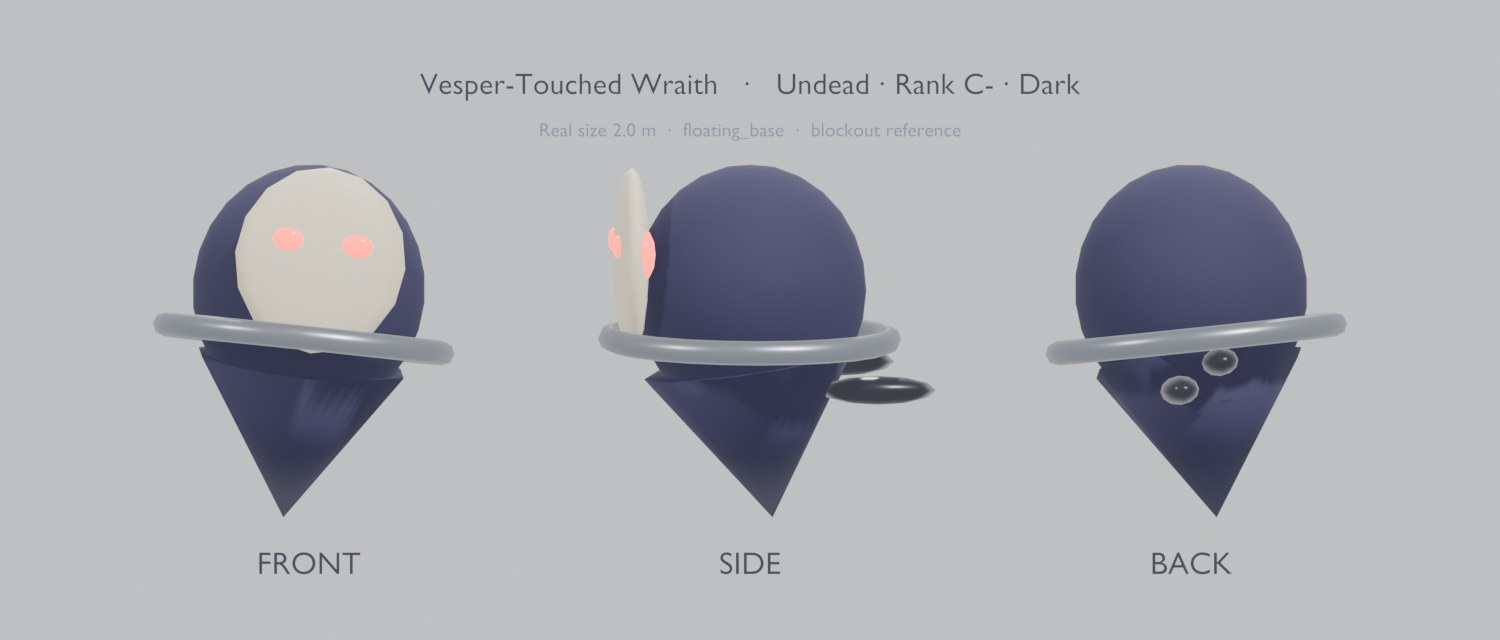 Vesper-Touched Wraith · Undead · Rank C- · Dark
Real size 2.0 m · floating_base · blockout reference
FRONT SIDE BACK